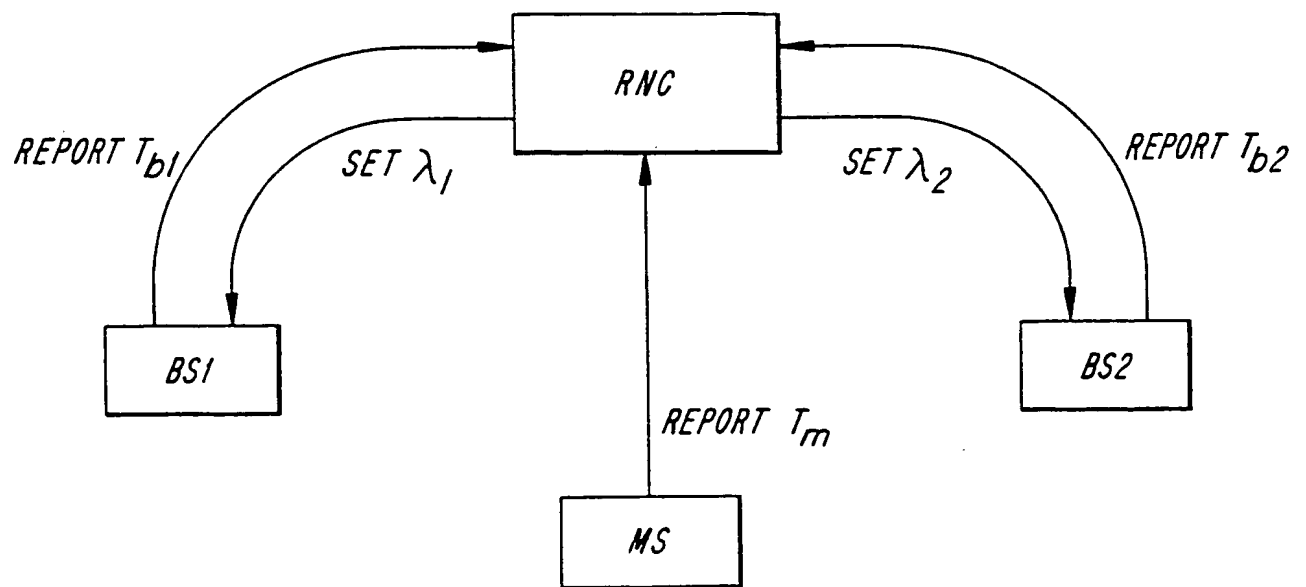 RNC
REPORT T_b1
SET λ_1
SET λ_2
REPORT T_b2
BS1
BS2
REPORT T_m
MS